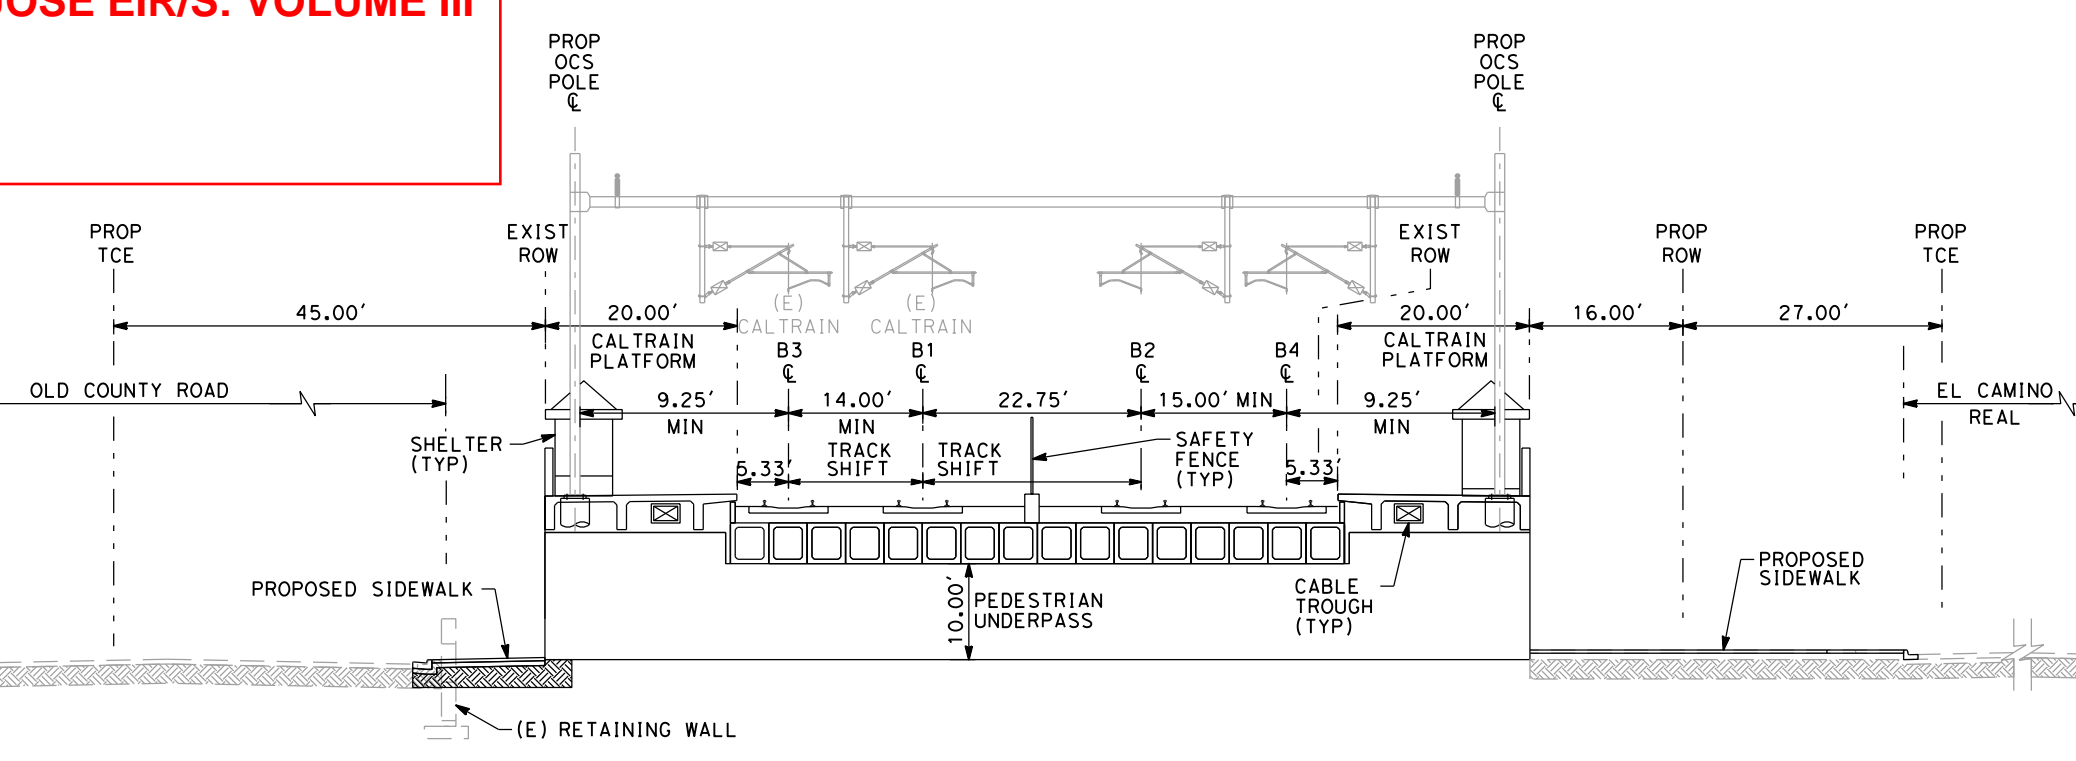 JOSE EIR/S: VOLUME III
PROP
OCS
POLE
℄
PROP
OCS
POLE
℄
PROP
TCE
EXIST
ROW
EXIST
ROW
PROP
ROW
PROP
TCE
45.00'
20.00'
CALTRAIN
PLATFORM
(E)
CALTRAIN
(E)
CALTRAIN
20.00'
CALTRAIN
PLATFORM
16.00'
27.00'
B3
℄
B1
℄
B2
℄
B4
℄
OLD COUNTY ROAD
EL CAMINO
REAL
9.25'
MIN
14.00'
MIN
22.75'
15.00' MIN
9.25'
MIN
SHELTER
(TYP)
5.33'
TRACK
SHIFT
TRACK
SHIFT
SAFETY
FENCE
(TYP)
5.33'
PROPOSED SIDEWALK
10.00'
PEDESTRIAN
UNDERPASS
CABLE
TROUGH
(TYP)
PROPOSED
SIDEWALK
(E) RETAINING WALL